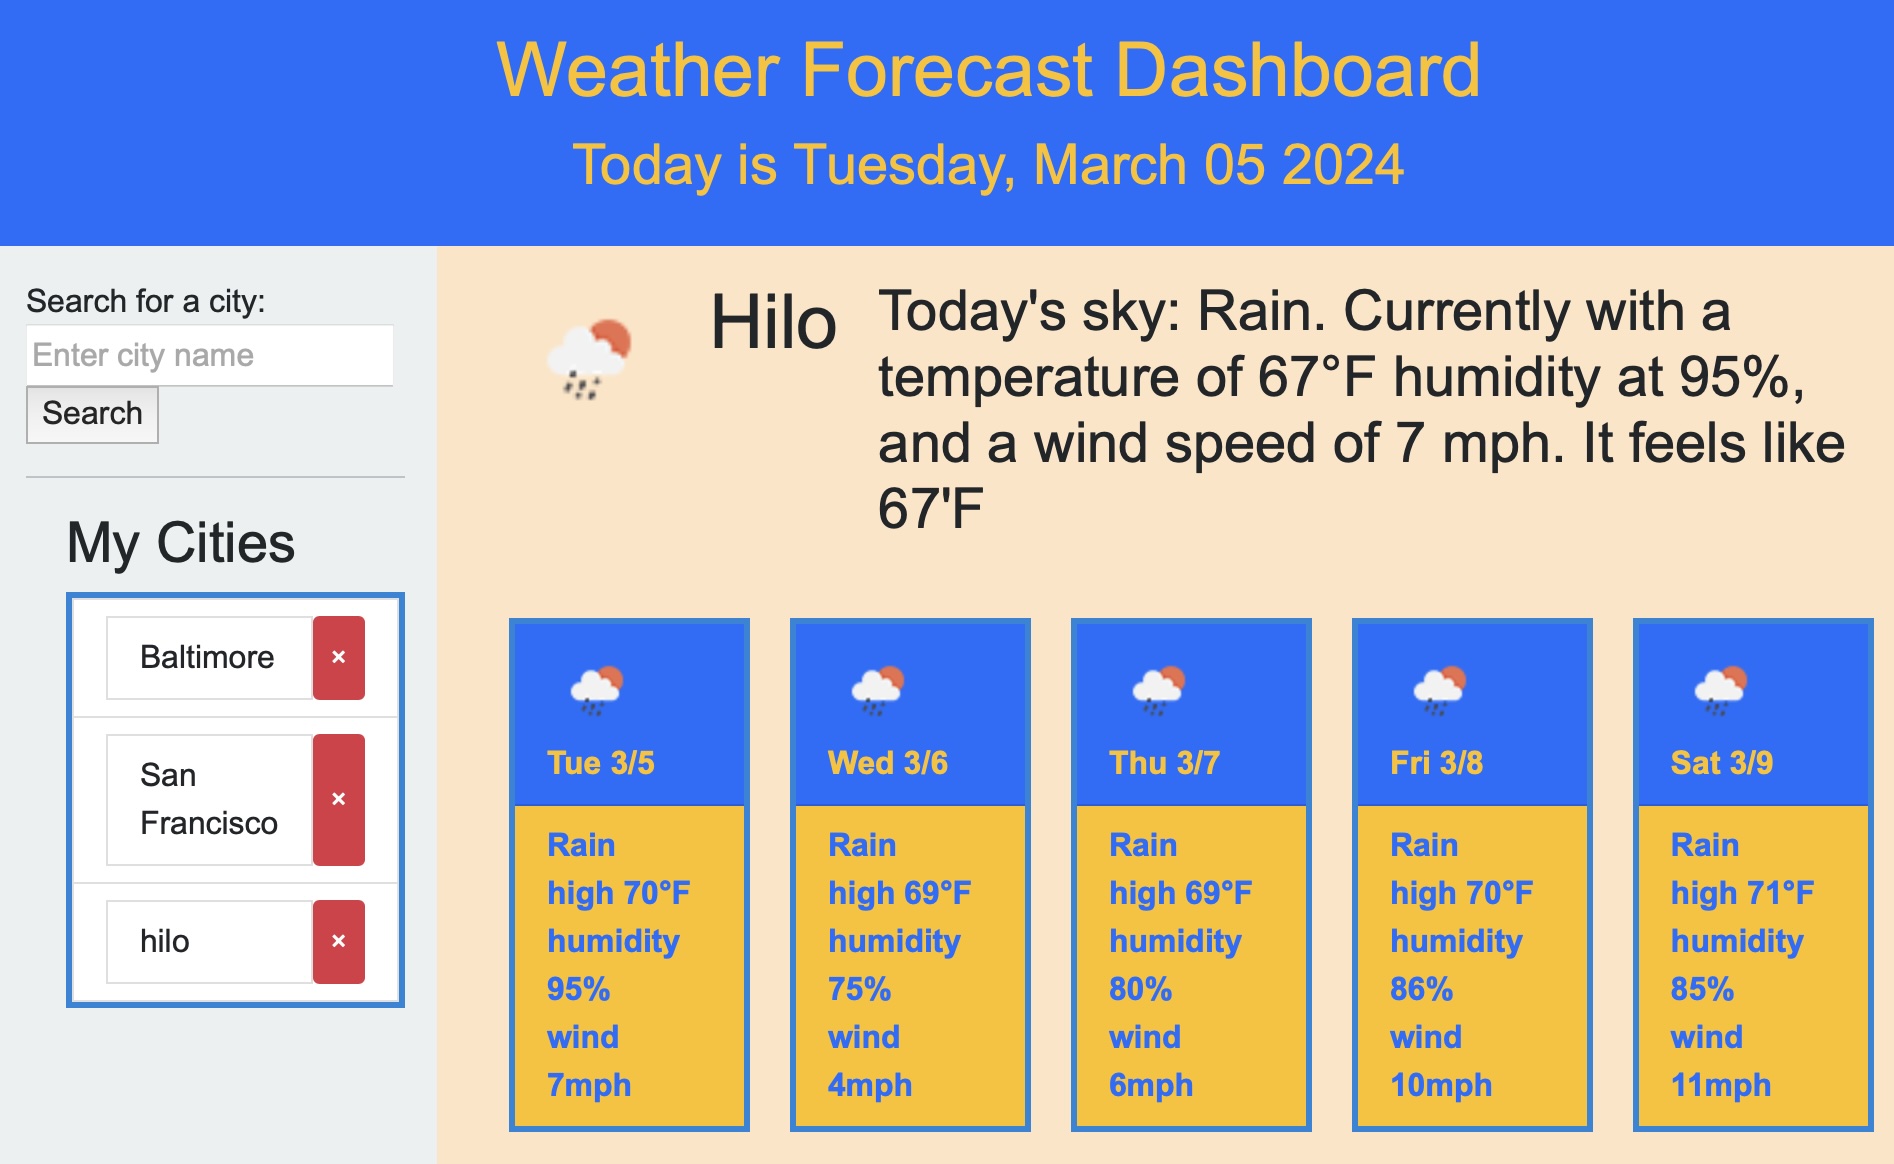 Weather Forecast Dashboard
Today is Tuesday, March 05 2024
Search for a city:
Enter city name
Search
My Cities
Baltimore
×
San
Francisco
×
hilo
×
Hilo
Today's sky: Rain. Currently with a
temperature of 67°F humidity at 95%,
and a wind speed of 7 mph. It feels like
67'F
Tue 3/5
Rain
high 70°F
humidity
95%
wind
7mph
Wed 3/6
Rain
high 69°F
humidity
75%
wind
4mph
Thu 3/7
Rain
high 69°F
humidity
80%
wind
6mph
Fri 3/8
Rain
high 70°F
humidity
86%
wind
10mph
Sat 3/9
Rain
high 71°F
humidity
85%
wind
11mph